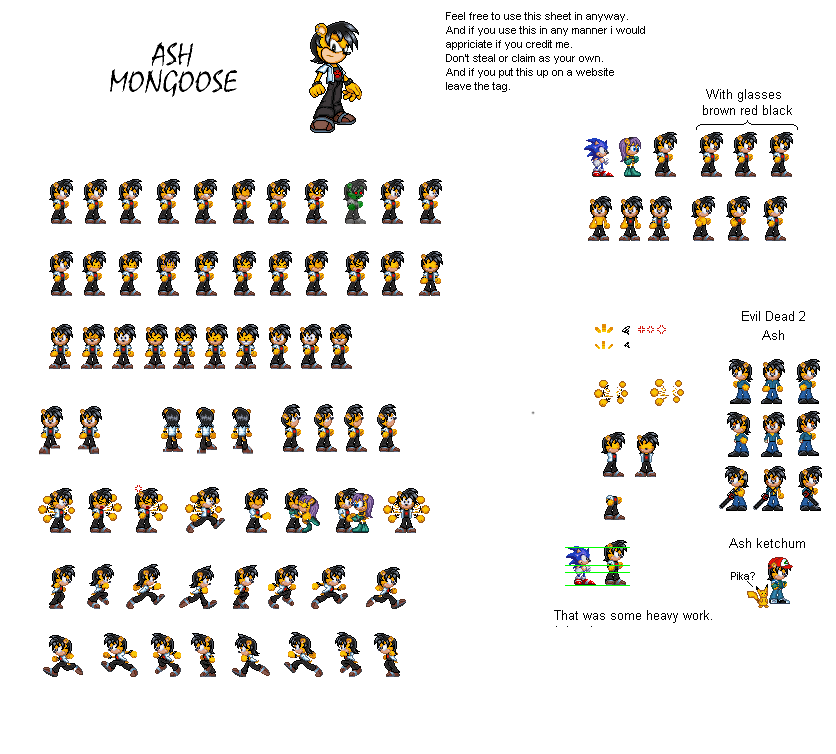 ASH
MONGOOSE
Feel free to use this sheet in anyway.
And if you use this in any manner i would
appriciate if you credit me.
Don't steal or claim as your own.
And if you put this up on a website
leave the tag.
With glasses
brown red black
Evil Dead 2
Ash
Ash ketchum
Pika?
That was some heavy work.